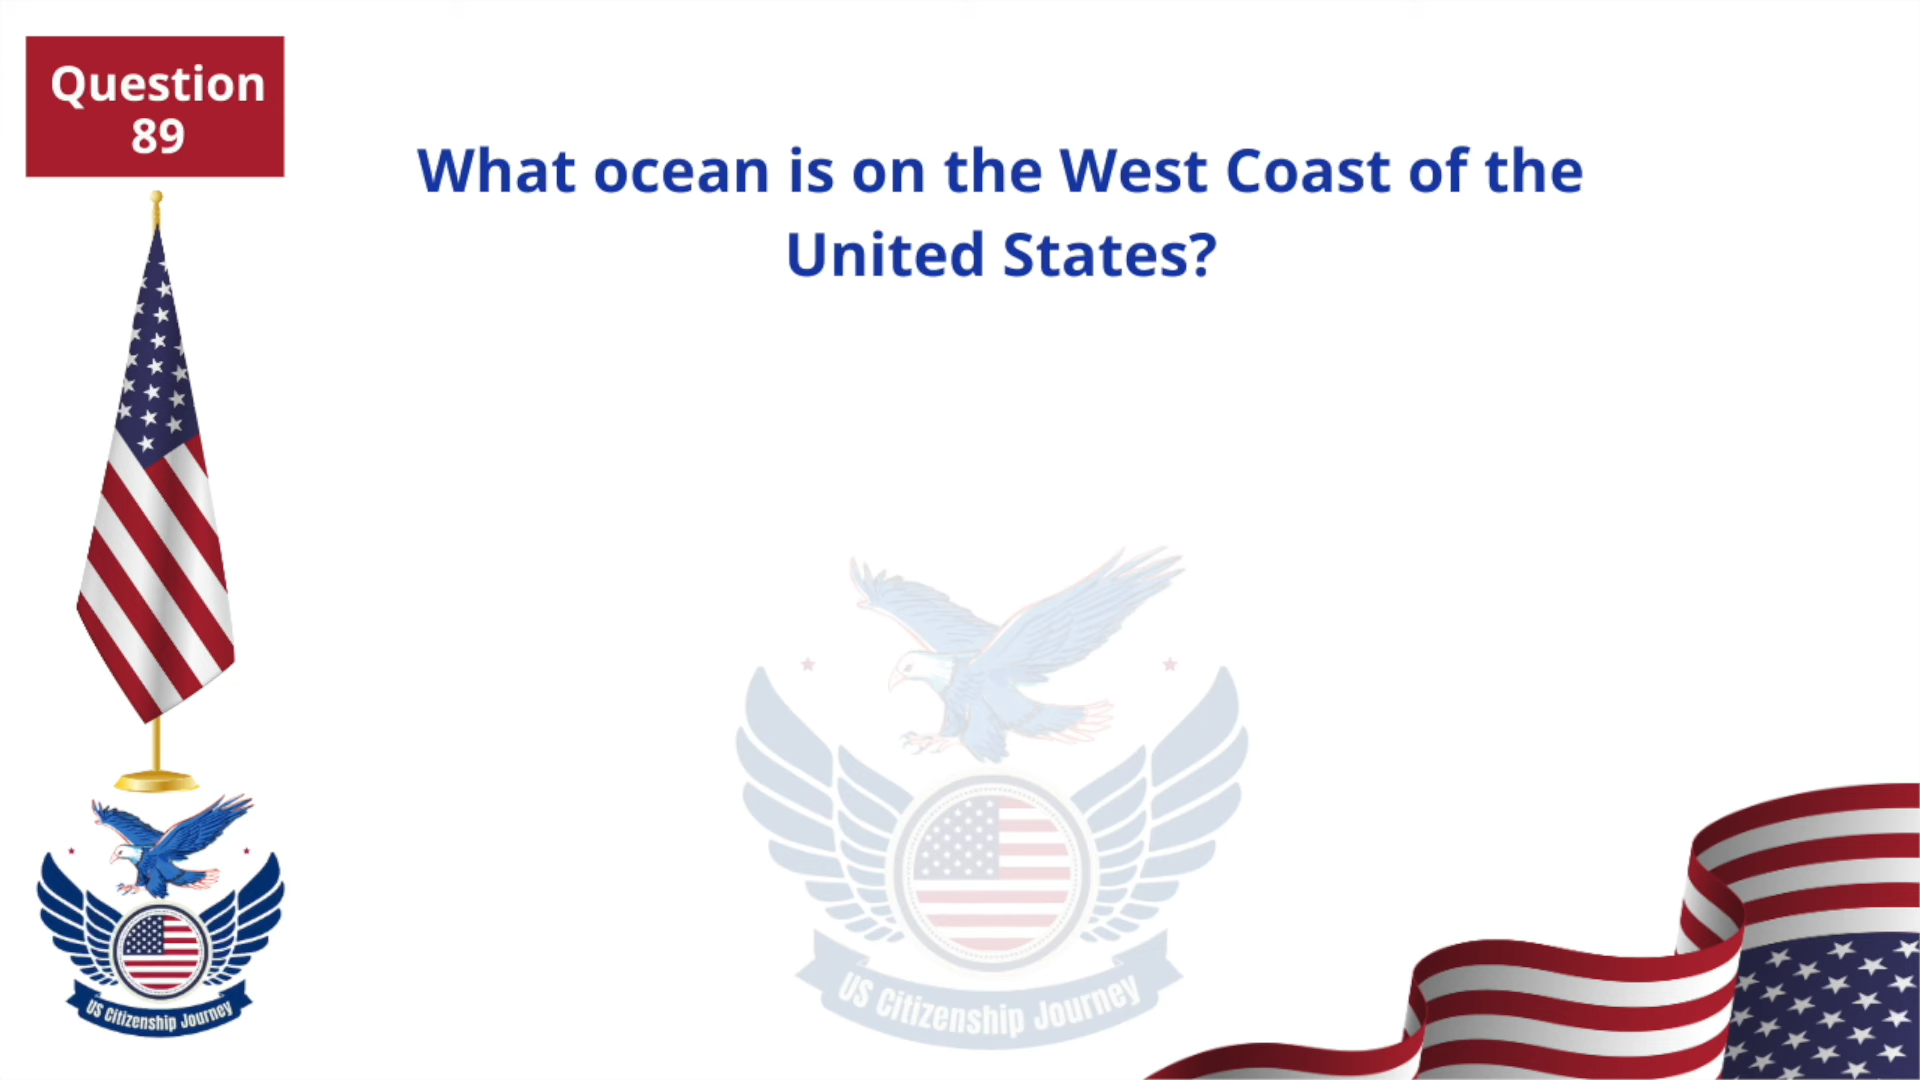 Question
89
What ocean is on the West Coast of the
United States?
US Citizenship Journey
US Citizenship Journey